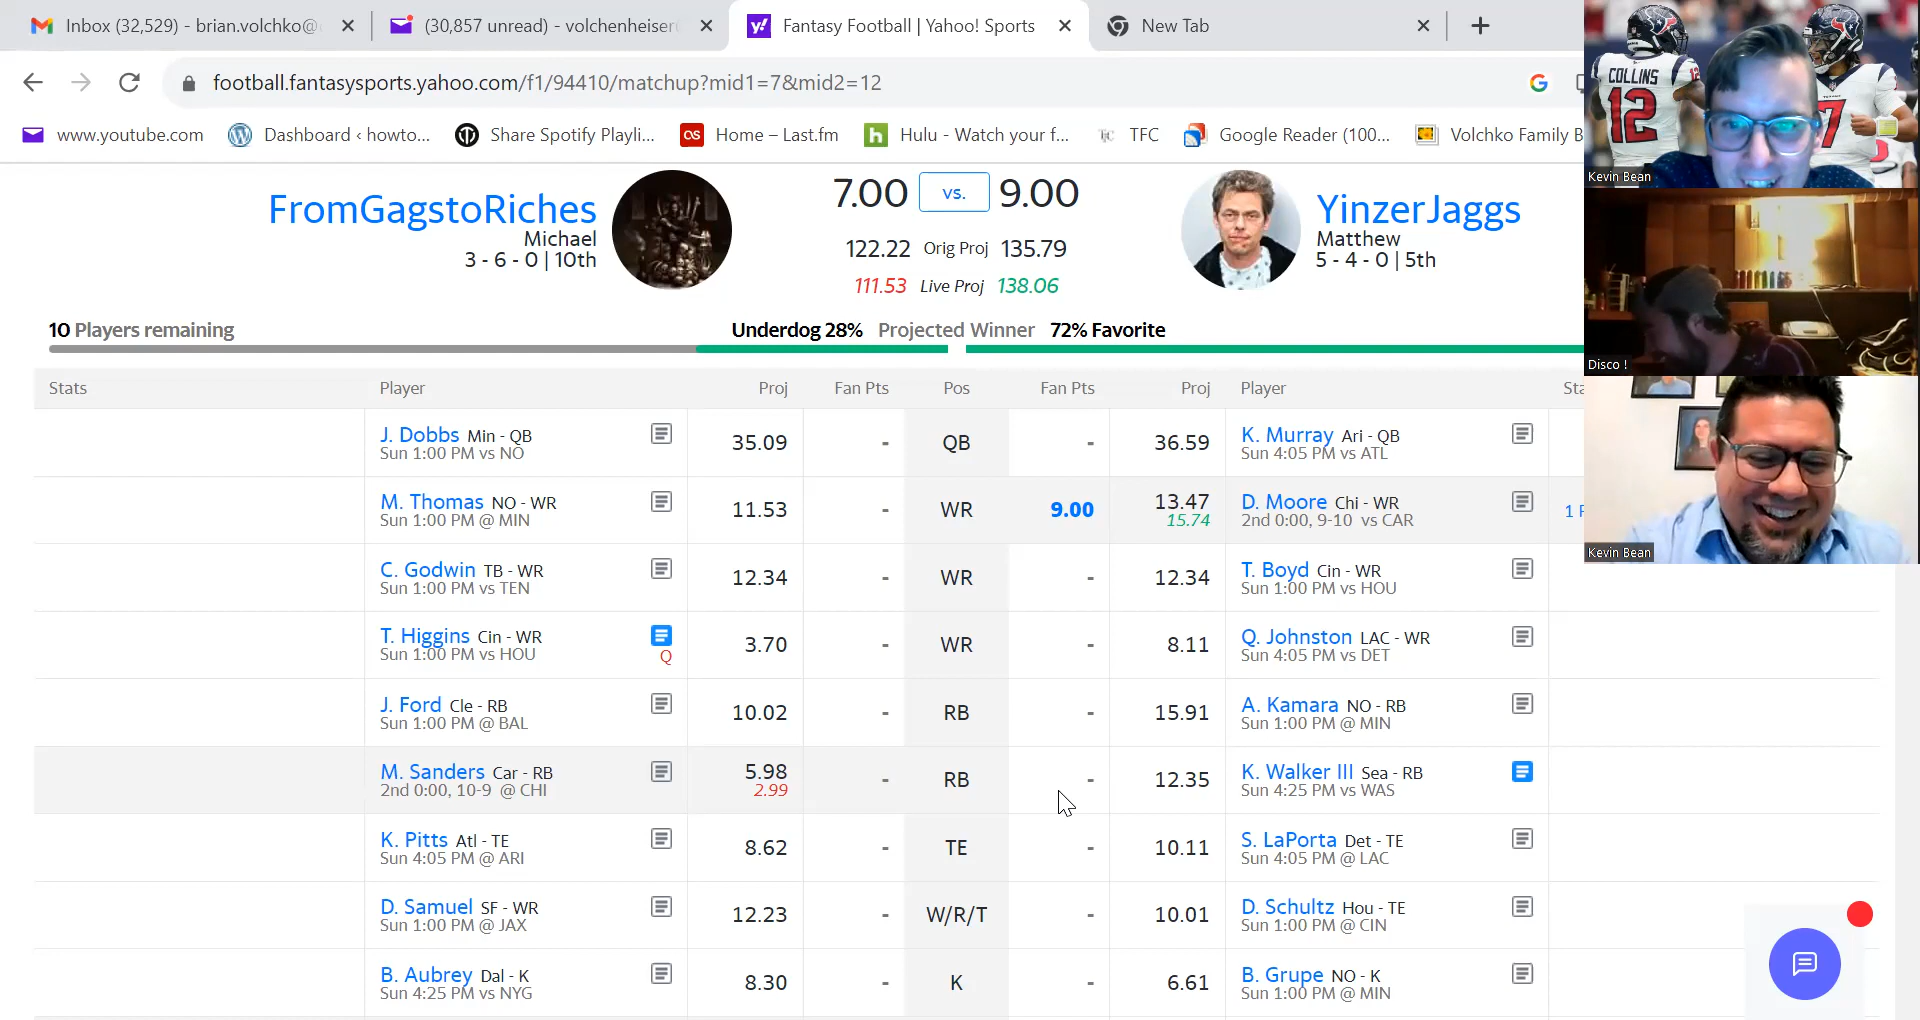 Inbox (32,529) - brian.volchko@
(30,857 unread) - volchenheiser
Fantasy Football | Yahoo! Sports
New Tab
football.fantasysports.yahoo.com/f1/94410/matchup?mid1=7&mid2=12
www.youtube.com
Dashboard ‹ howto...
Share Spotify Playli...
Home – Last.fm
Hulu - Watch your f...
TFC
Google Reader (100...
Volchko Family B
COLLINS
12
7
Kevin Bean
Disco !
Kevin Bean
FromGagstoRiches
Michael
3 - 6 - 0 | 10th
7.00 vs. 9.00
122.22 Orig Proj 135.79
111.53 Live Proj 138.06
YinzerJaggs
Matthew
5 - 4 - 0 | 5th
10 Players remaining
Underdog 28% Projected Winner 72% Favorite
Stats Player Proj Fan Pts Pos Fan Pts Proj Player Sta
J. Dobbs Min - QB 35.09 - QB - 36.59 K. Murray Ari - QB
Sun 1:00 PM vs NO Sun 4:05 PM vs ATL
M. Thomas NO - WR 11.53 - WR 9.00 13.47 D. Moore Chi - WR
Sun 1:00 PM @ MIN 15.74 2nd 0:00, 9-10 vs CAR
C. Godwin TB - WR 12.34 - WR - 12.34 T. Boyd Cin - WR
Sun 1:00 PM vs TEN Sun 1:00 PM vs HOU
T. Higgins Cin - WR 3.70 - WR - 8.11 Q. Johnston LAC - WR
Sun 1:00 PM vs HOU Q Sun 4:05 PM vs DET
J. Ford Cle - RB 10.02 - RB - 15.91 A. Kamara NO - RB
Sun 1:00 PM @ BAL Sun 1:00 PM @ MIN
M. Sanders Car - RB 5.98 - RB - 12.35 K. Walker III Sea - RB
2nd 0:00, 10-9 @ CHI 2.99 Sun 4:25 PM vs WAS
K. Pitts Atl - TE 8.62 - TE - 10.11 S. LaPorta Det - TE
Sun 4:05 PM @ ARI Sun 4:05 PM @ LAC
D. Samuel SF - WR 12.23 - W/R/T - 10.01 D. Schultz Hou - TE
Sun 1:00 PM @ JAX Sun 1:00 PM @ CIN
B. Aubrey Dal - K 8.30 - K - 6.61 B. Grupe NO - K
Sun 4:25 PM vs NYG Sun 1:00 PM @ MIN